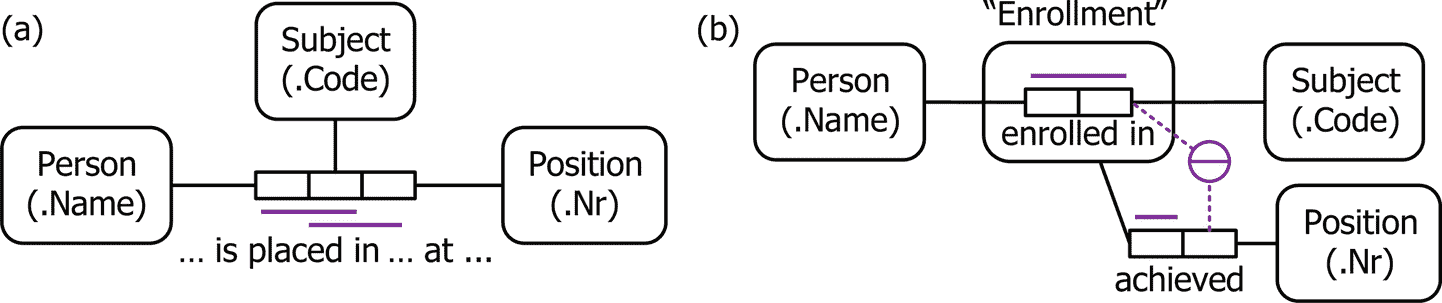 (a)
Subject
(.Code)
Person
(.Name)
Position
(.Nr)
... is placed in ... at ...
(b)
“Enrollment”
Person
(.Name)
enrolled in
Subject
(.Code)
achieved
Position
(.Nr)